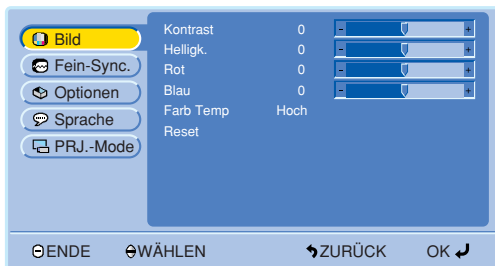 Bild
Fein-Sync.
Optionen
Sprache
PRJ.-Mode
Kontrast 0 - +
Helligk. 0 - +
Rot 0 - +
Blau 0 - +
Farb Temp Hoch
Reset
ENDE WÄHLEN ZURÜCK OK